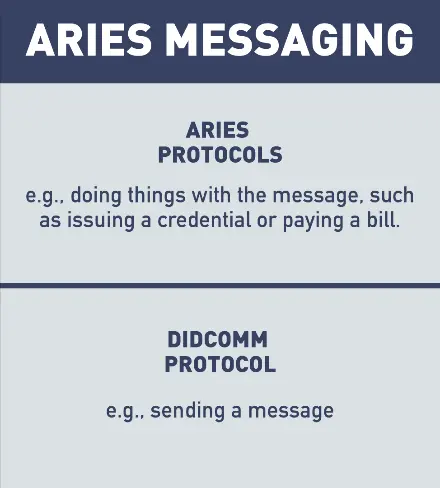 ARIES MESSAGING
ARIES
PROTOCOLS
e.g., doing things with the message, such
as issuing a credential or paying a bill.
DIDCOMM
PROTOCOL
e.g., sending a message